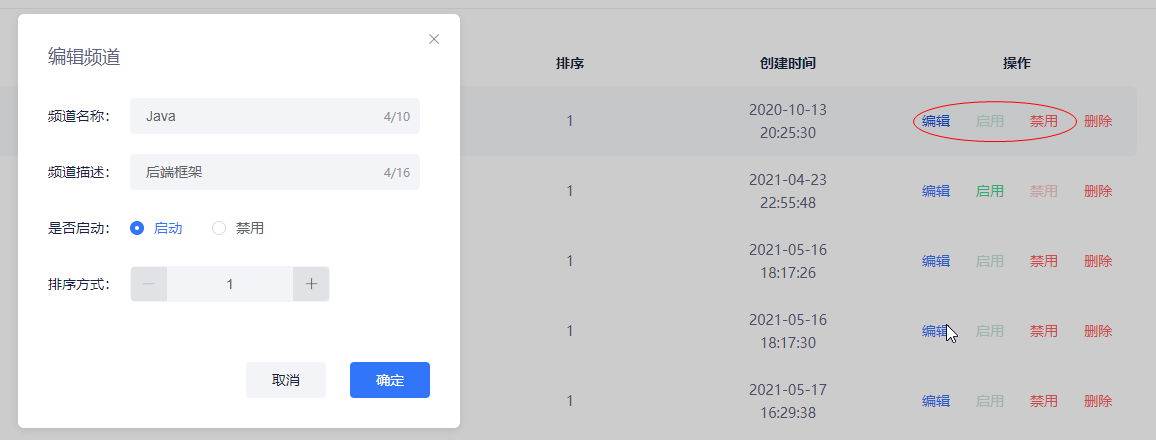 编辑频道
频道名称： Java 4/10
频道描述： 后端框架 4/16
是否启动： 启动 禁用
排序方式： 1
取消 确定
排序 创建时间 操作
1 2020-10-13
20:25:30 编辑 启用 禁用 删除
1 2021-04-23
22:55:48 编辑 启用 禁用 删除
1 2021-05-16
18:17:26 编辑 启用 禁用 删除
1 2021-05-16
18:17:30 编辑 启用 禁用 删除
1 2021-05-17
16:29:38 编辑 启用 禁用 删除